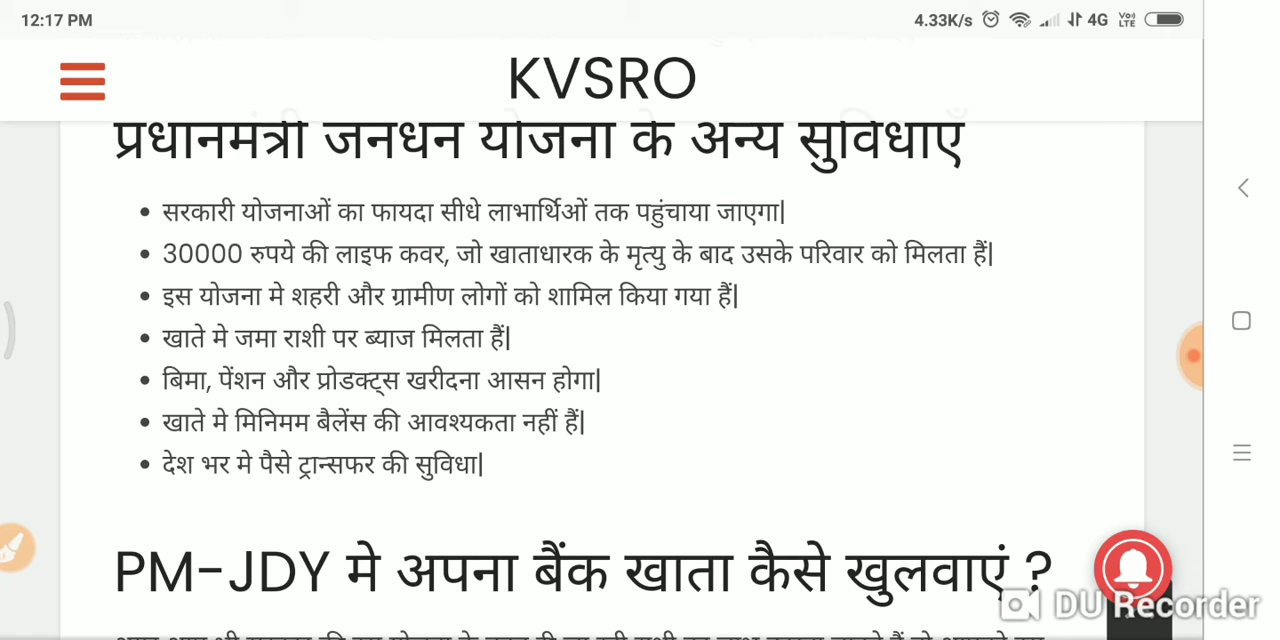 12:17 PM 4.33K/s 4G Vo) LTE
KVSRO
प्रधानमंत्री जनधन योजना के अन्य सुविधाएँ
• सरकारी योजनाओं का फायदा सीधे लाभार्थिओं तक पहुंचाया जाएगा|
• 30000 रुपये की लाइफ कवर, जो खाताधारक के मृत्यु के बाद उसके परिवार को मिलता हैं|
• इस योजना मे शहरी और ग्रामीण लोगों को शामिल किया गया हैं|
• खाते मे जमा राशी पर ब्याज मिलता हैं|
• बिमा, पेंशन और प्रोडक्ट्स खरीदना आसन होगा|
• खाते मे मिनिमम बैलेंस की आवश्यकता नहीं हैं|
• देश भर मे पैसे ट्रान्सफर की सुविधा|
PM-JDY मे अपना बैंक खाता कैसे खुलवाएं ?
DU Recorder